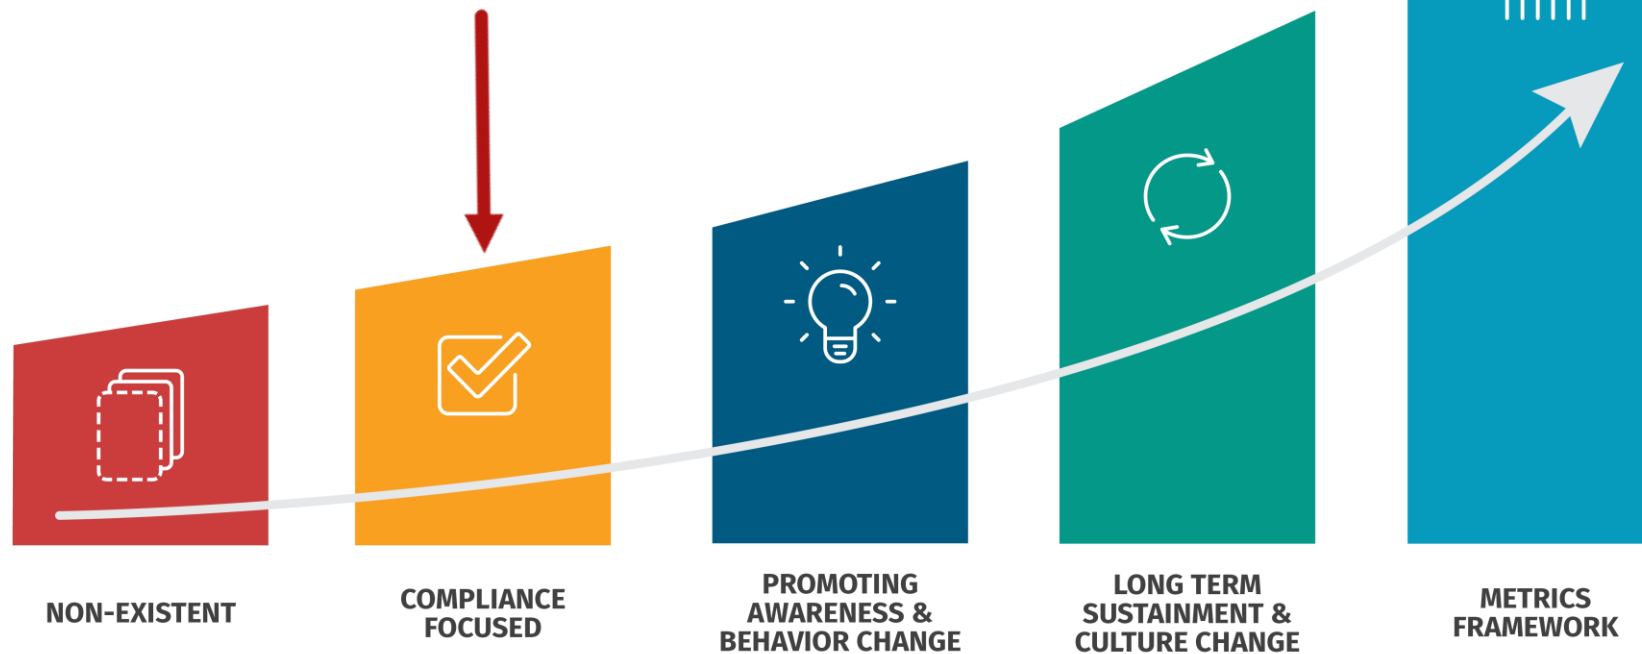 NON-EXISTENT
COMPLIANCE
FOCUSED
PROMOTING
AWARENESS &
BEHAVIOR CHANGE
LONG TERM
SUSTAINMENT &
CULTURE CHANGE
METRICS
FRAMEWORK